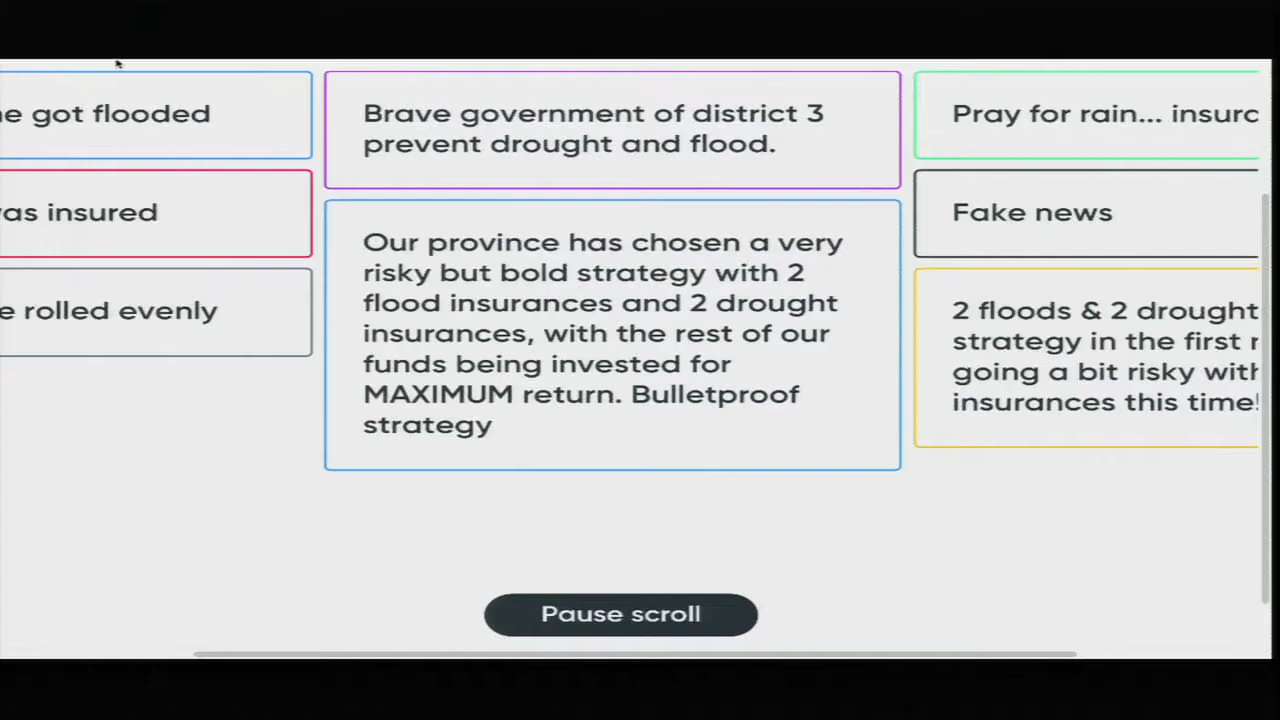 got flooded
as insured
rolled evenly
Brave government of district 3
prevent drought and flood.
Our province has chosen a very
risky but bold strategy with 2
flood insurances and 2 drought
insurances, with the rest of our
funds being invested for
MAXIMUM return. Bulletproof
strategy
Pray for rain...
Fake news
2 floods & 2 drought
strategy in the first
going a bit risky with
insurances this time!
Pause scroll